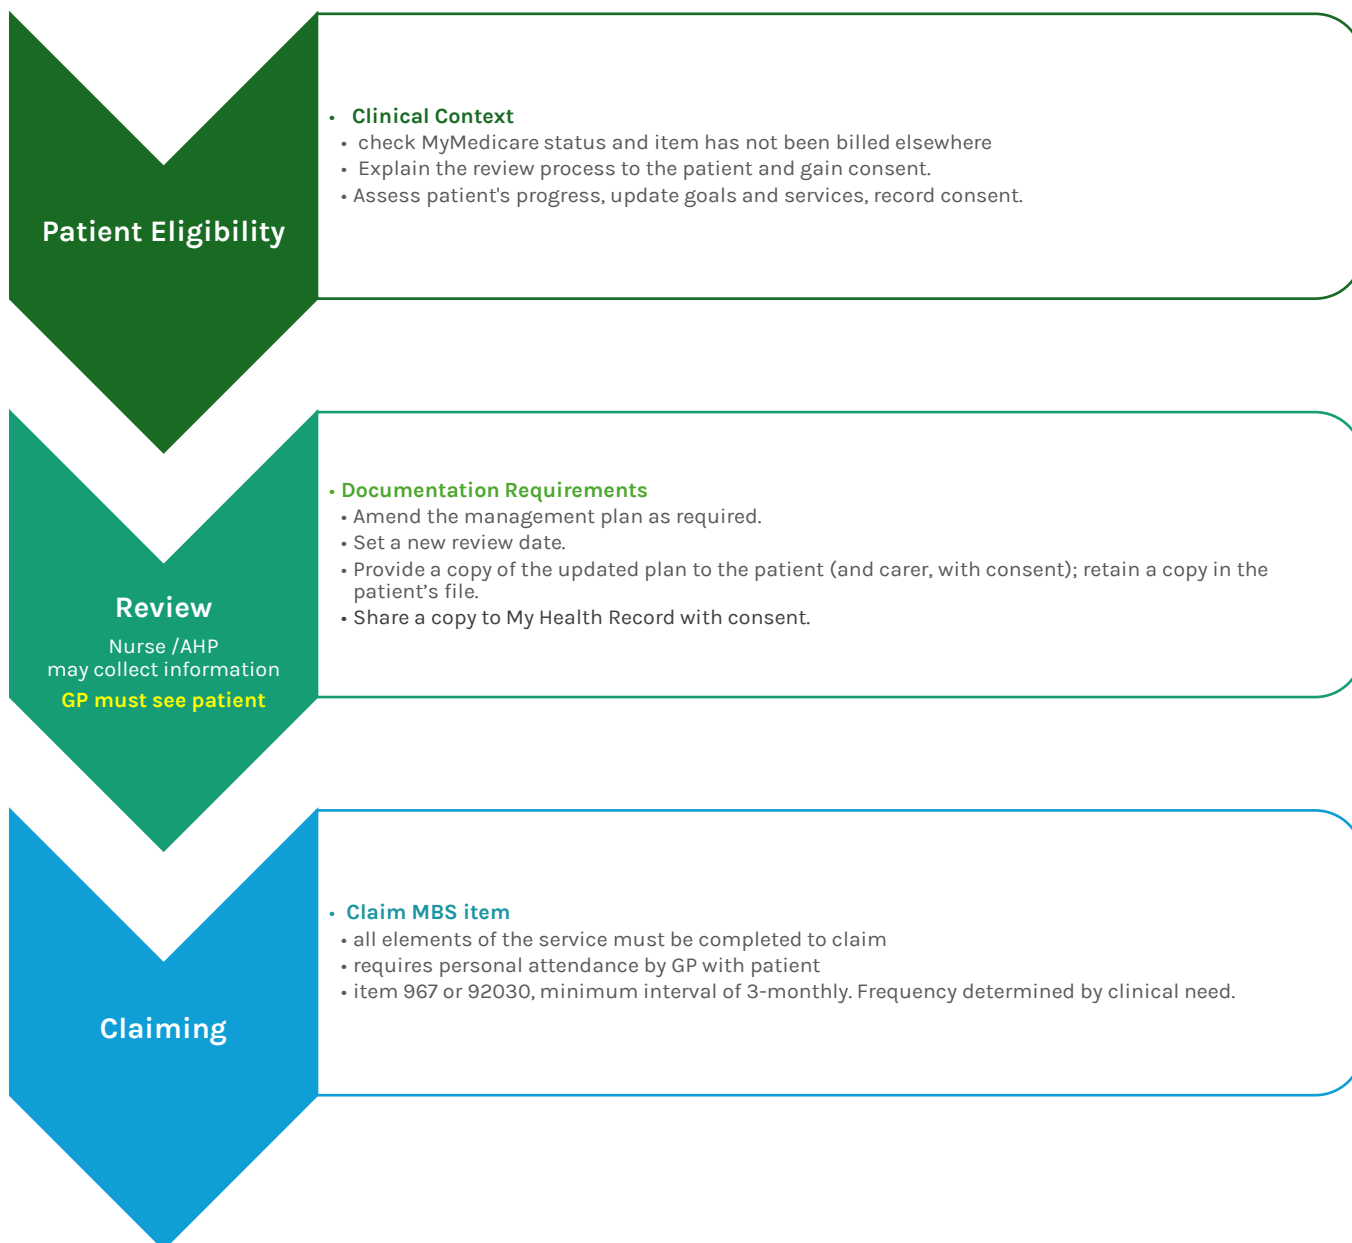 Patient Eligibility
• Clinical Context
• check MyMedicare status and item has not been billed elsewhere
• Explain the review process to the patient and gain consent.
• Assess patient's progress, update goals and services, record consent.
Review
Nurse /AHP
may collect information
GP must see patient
• Documentation Requirements
• Amend the management plan as required.
• Set a new review date.
• Provide a copy of the updated plan to the patient (and carer, with consent); retain a copy in the
patient’s file.
• Share a copy to My Health Record with consent.
Claiming
• Claim MBS item
• all elements of the service must be completed to claim
• requires personal attendance by GP with patient
• item 967 or 92030, minimum interval of 3-monthly. Frequency determined by clinical need.